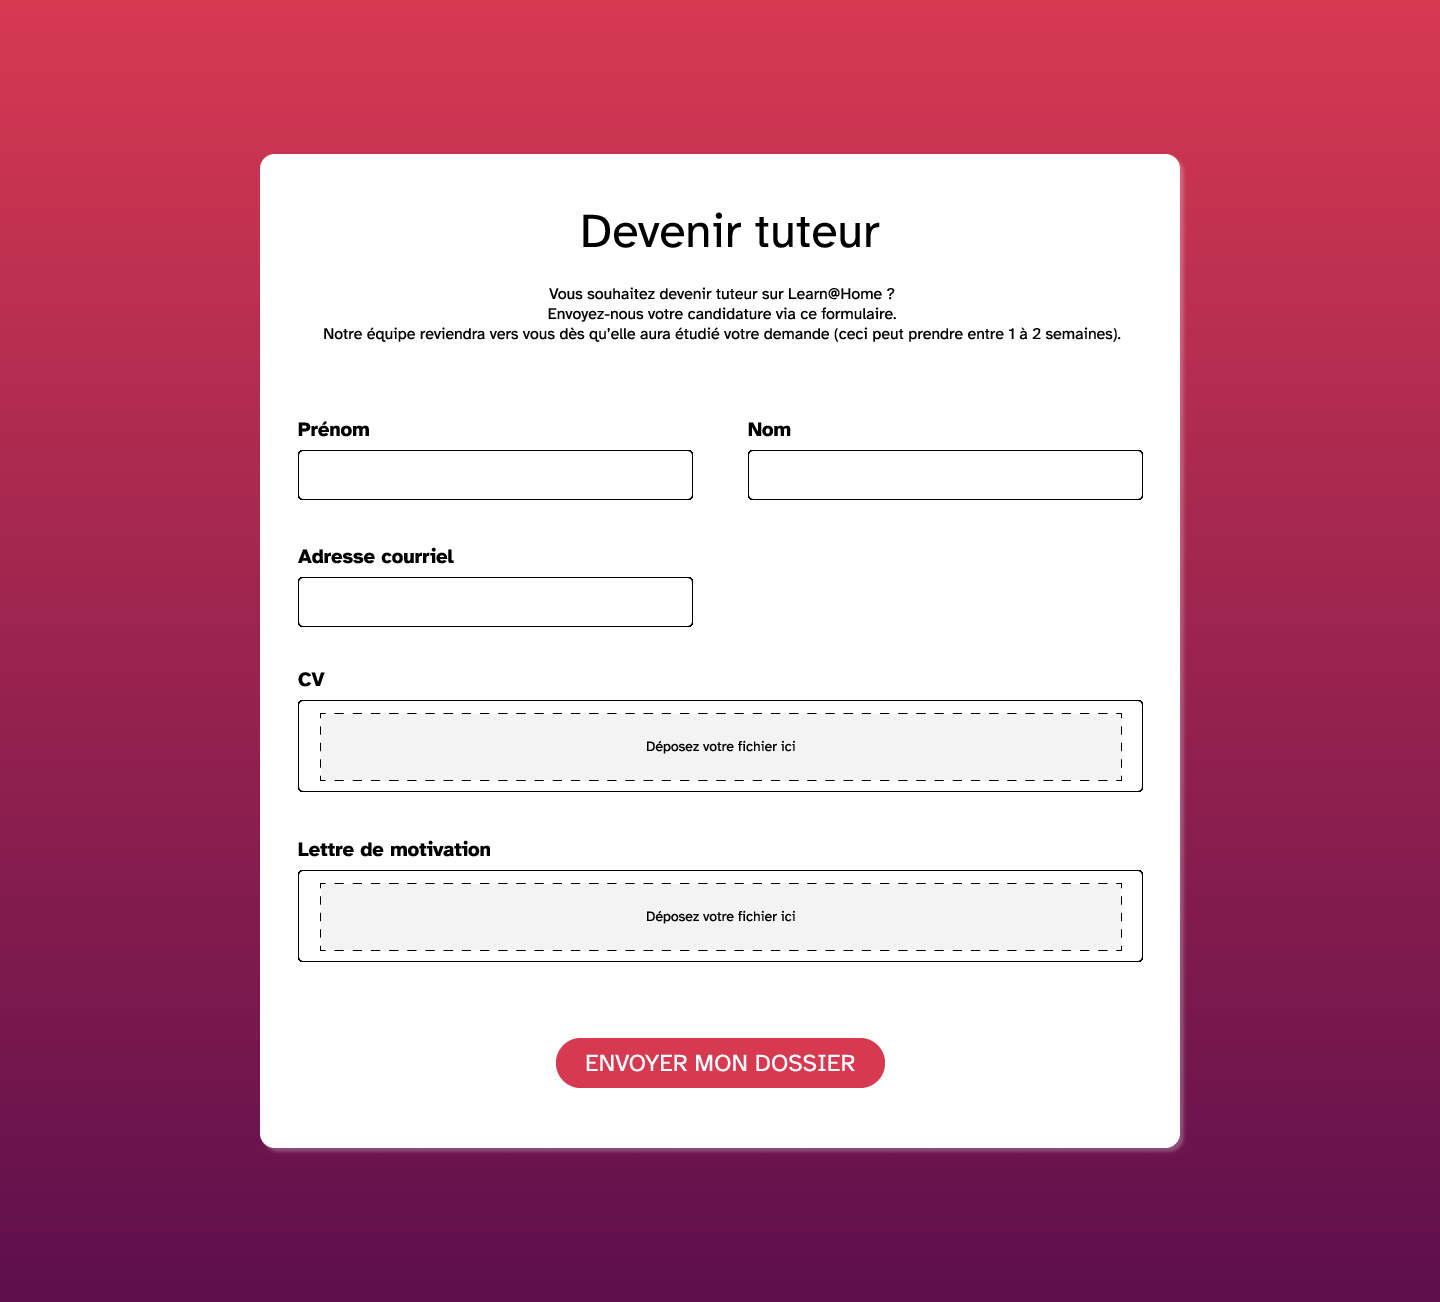 Devenir tuteur
Vous souhaitez devenir tuteur sur Learn@Home ?
Envoyez-nous votre candidature via ce formulaire.
Notre équipe reviendra vers vous dès qu’elle aura étudié votre demande (ceci peut prendre entre 1 à 2 semaines).
Prénom
Nom
Adresse courriel
CV
Déposez votre fichier ici
Lettre de motivation
Déposez votre fichier ici
ENVOYER MON DOSSIER